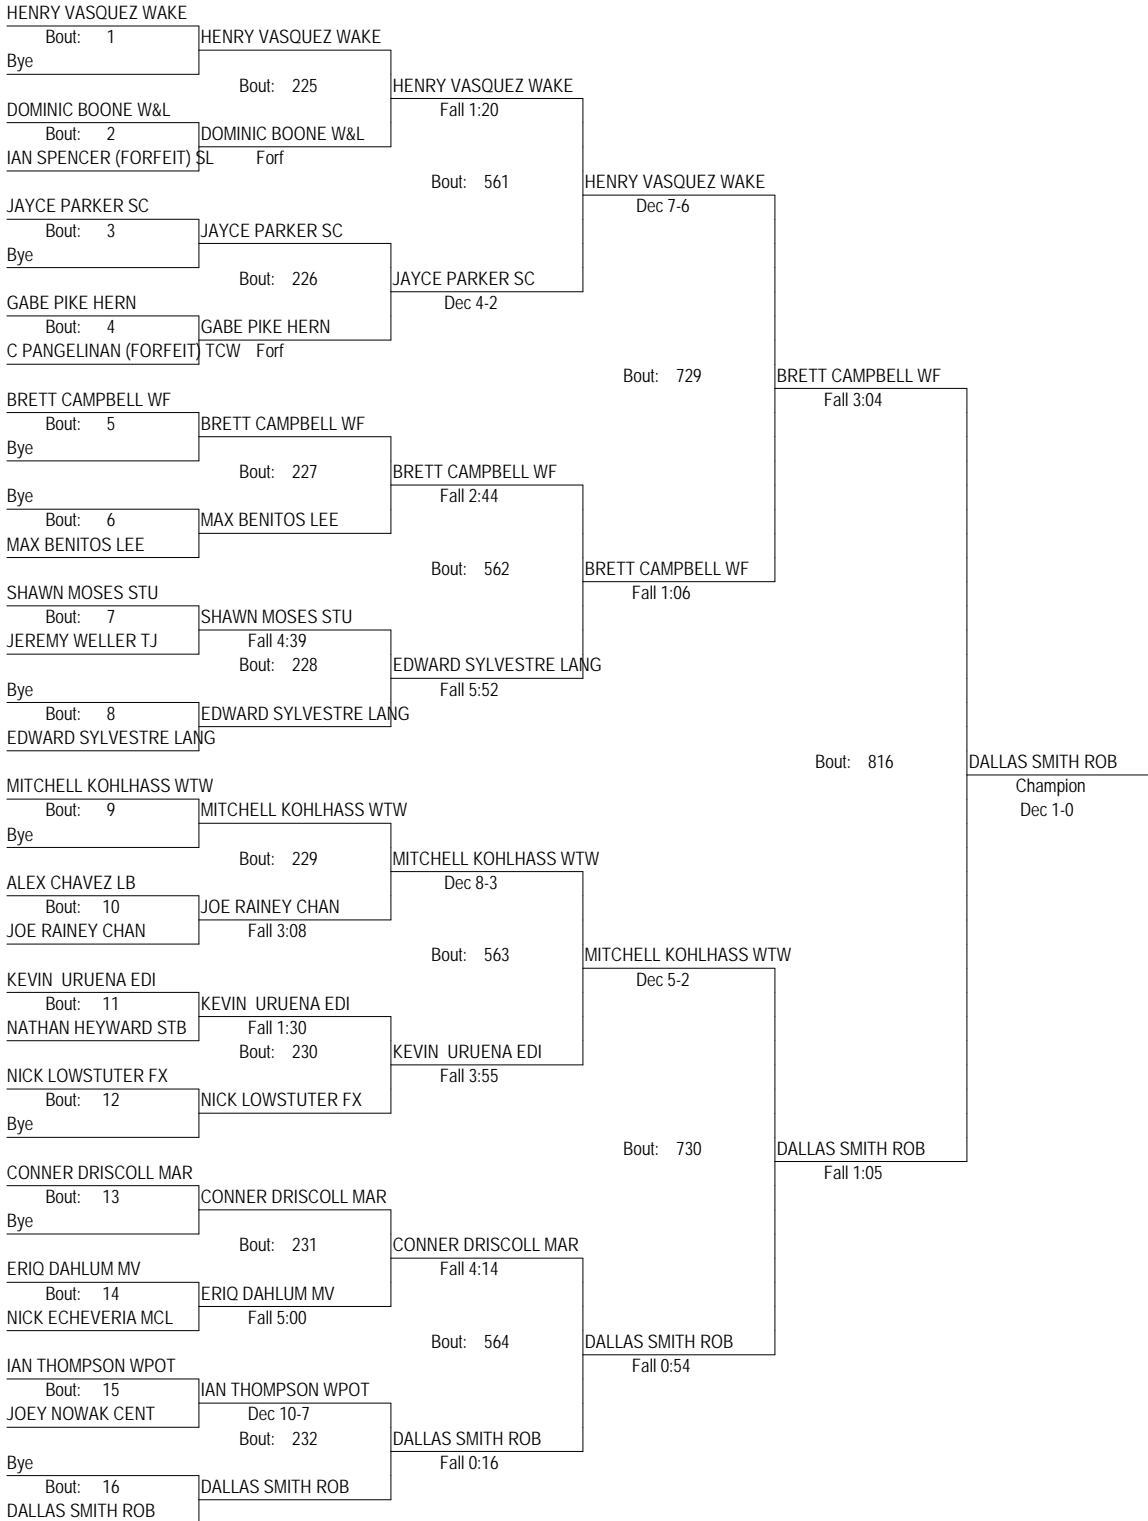 HENRY VASQUEZ WAKE
Bout: 1 HENRY VASQUEZ WAKE
Bye
Bout: 225 HENRY VASQUEZ WAKE
DOMINIC BOONE W&L Fall 1:20
Bout: 2 DOMINIC BOONE W&L
IAN SPENCER (FORFEIT) SL Forf
Bout: 561 HENRY VASQUEZ WAKE
JAYCE PARKER SC Dec 7-6
Bout: 3 JAYCE PARKER SC
Bye
Bout: 226 JAYCE PARKER SC
GABE PIKE HERN Dec 4-2
Bout: 4 GABE PIKE HERN
C PANGELINAN (FORFEIT) TCW Forf
Bout: 729 BRETT CAMPBELL WF
BRETT CAMPBELL WF Fall 3:04
Bout: 5 BRETT CAMPBELL WF
Bye
Bout: 227 BRETT CAMPBELL WF
Bye Fall 2:44
Bout: 6 MAX BENITOS LEE
MAX BENITOS LEE
Bout: 562 BRETT CAMPBELL WF
SHAWN MOSES STU Fall 1:06
Bout: 7 SHAWN MOSES STU
JEREMY WELLER TJ Fall 4:39
Bout: 228 EDWARD SYLVESTRE LANG
Bye Fall 5:52
Bout: 8 EDWARD SYLVESTRE LANG
EDWARD SYLVESTRE LANG
Bout: 816 DALLAS SMITH ROB
MITCHELL KOHLHASS WTW Champion
Bout: 9 MITCHELL KOHLHASS WTW Dec 1-0
Bye
Bout: 229 MITCHELL KOHLHASS WTW
ALEX CHAVEZ LB Dec 8-3
Bout: 10 JOE RAINEY CHAN
JOE RAINEY CHAN Fall 3:08
Bout: 563 MITCHELL KOHLHASS WTW
KEVIN URUENA EDI Dec 5-2
Bout: 11 KEVIN URUENA EDI
NATHAN HEYWARD STB Fall 1:30
Bout: 230 KEVIN URUENA EDI
NICK LOWSTUTER FX Fall 3:55
Bout: 12 NICK LOWSTUTER FX
Bye
Bout: 730 DALLAS SMITH ROB
CONNER DRISCOLL MAR Fall 1:05
Bout: 13 CONNER DRISCOLL MAR
Bye
Bout: 231 CONNER DRISCOLL MAR
ERIQ DAHLUM MV Fall 4:14
Bout: 14 ERIQ DAHLUM MV
NICK ECHEVERIA MCL Fall 5:00
Bout: 564 DALLAS SMITH ROB
IAN THOMPSON WPOT Fall 0:54
Bout: 15 IAN THOMPSON WPOT
JOEY NOWAK CENT Dec 10-7
Bout: 232 DALLAS SMITH ROB
Bye Fall 0:16
Bout: 16 DALLAS SMITH ROB
DALLAS SMITH ROB